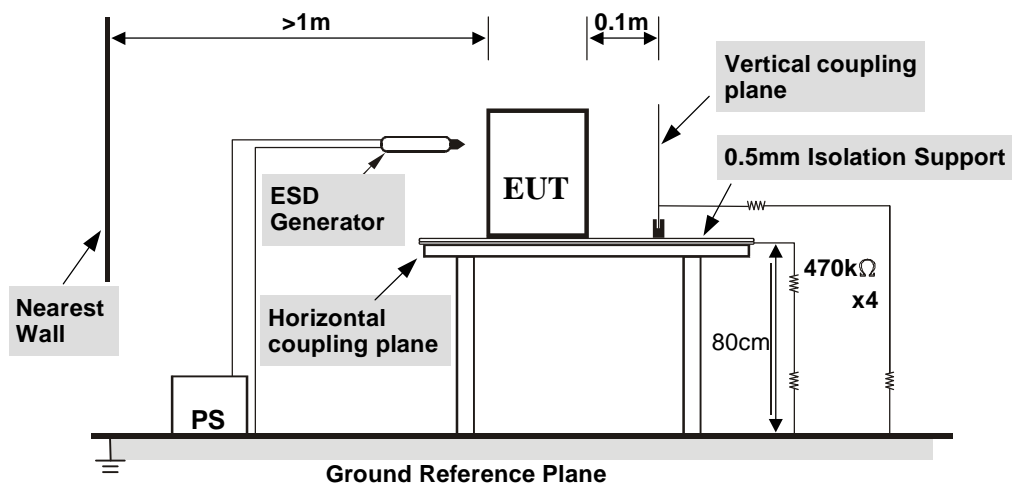 >1m
0.1m
Vertical coupling
plane
0.5mm Isolation Support
ESD
Generator
EUT
Nearest
Wall
Horizontal
coupling plane
470kΩ
x4
80cm
PS
Ground Reference Plane